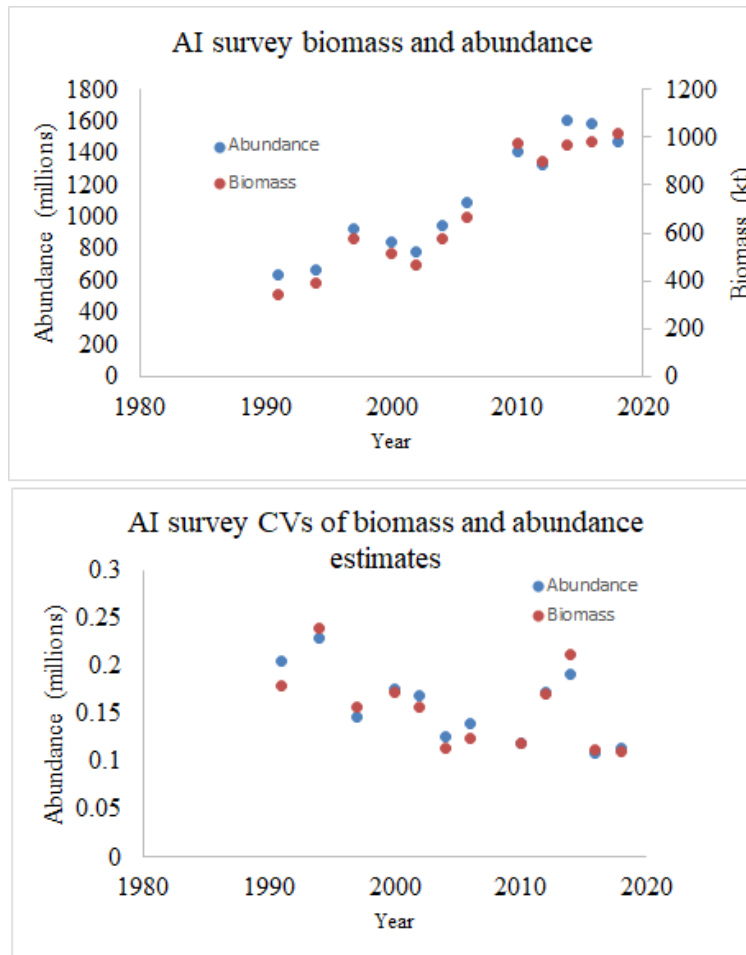 AI survey biomass and abundance
1800
1600
1400
1200
1000
800
600
400
200
0
Abundance (millions)
Abundance
Biomass
1200
1000
800
600
400
200
0
Biomass (kt)
1980
1990
2000
2010
2020
Year
AI survey CVs of biomass and abundance
estimates
0.3
0.25
0.2
0.15
0.1
0.05
0
Abundance (millions)
Abundance
Biomass
1980
1990
2000
2010
2020
Year